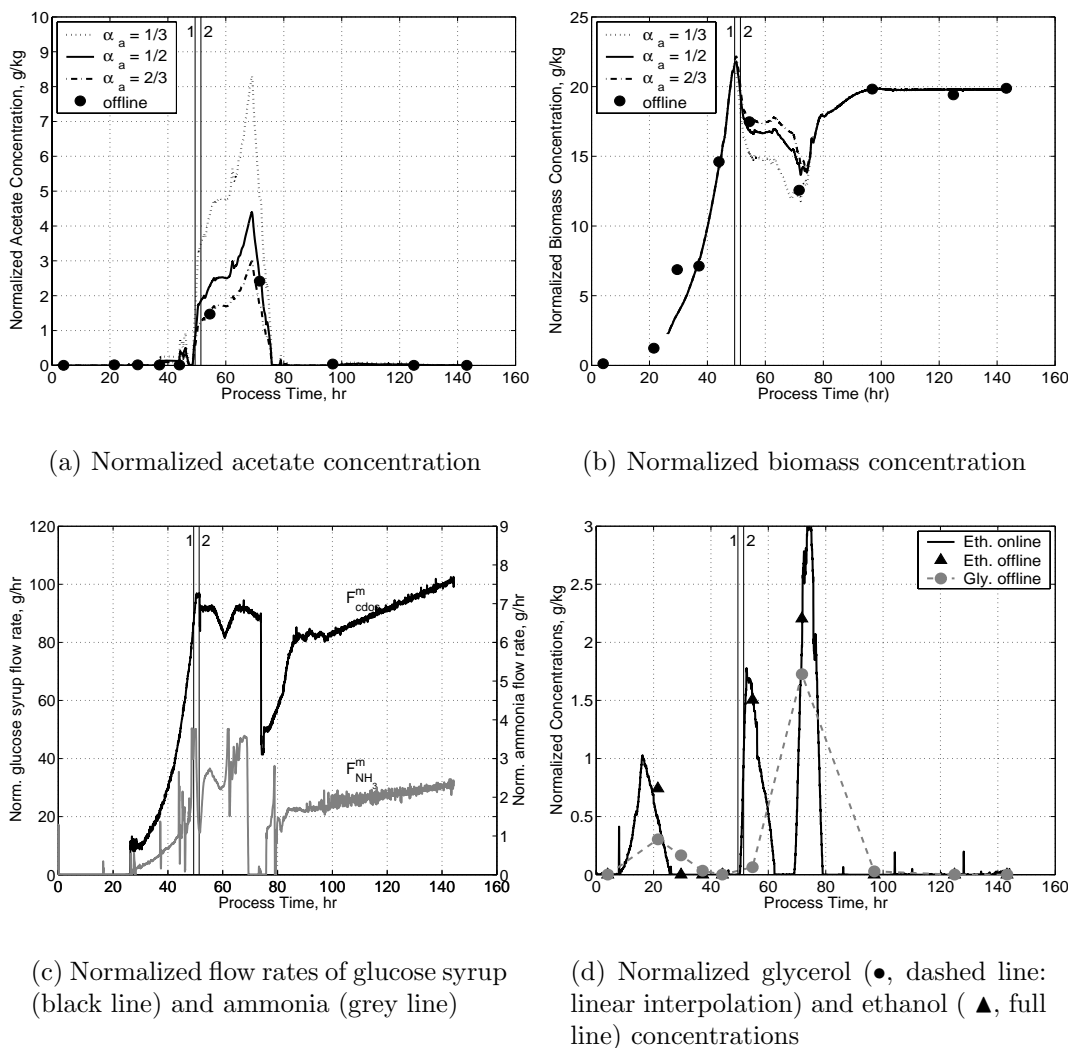 10
9
8
7
6
5
4
3
2
1
0
0 20 40 60 80 100 120 140 160
Normalized Acetate Concentration, g/kg
Process Time, hr
α a = 1/3
α a = 1/2
α a = 2/3
offline
1 2
(a) Normalized acetate concentration
25
20
15
10
5
0
0 20 40 60 80 100 120 140 160
Normalized Biomass Concentration, g/kg
Process Time (hr)
α a = 1/3
α a = 1/2
α a = 2/3
offline
1 2
(b) Normalized biomass concentration
120
100
80
60
40
20
0
0 20 40 60 80 100 120 140 160
9
8
7
6
5
4
3
2
1
0
Norm. glucose syrup flow rate, g/hr
Norm. ammonia flow rate, g/hr
Process Time, hr
1 2
F m cdos
F m NH 3
(c) Normalized flow rates of glucose syrup
(black line) and ammonia (grey line)
3
2.5
2
1.5
1
0.5
0
0 20 40 60 80 100 120 140 160
Normalized Concentrations, g/kg
Process Time, hr
1 2
Eth. online
Eth. offline
Gly. offline
(d) Normalized glycerol (●, dashed line:
linear interpolation) and ethanol ( ▲, full
line) concentrations